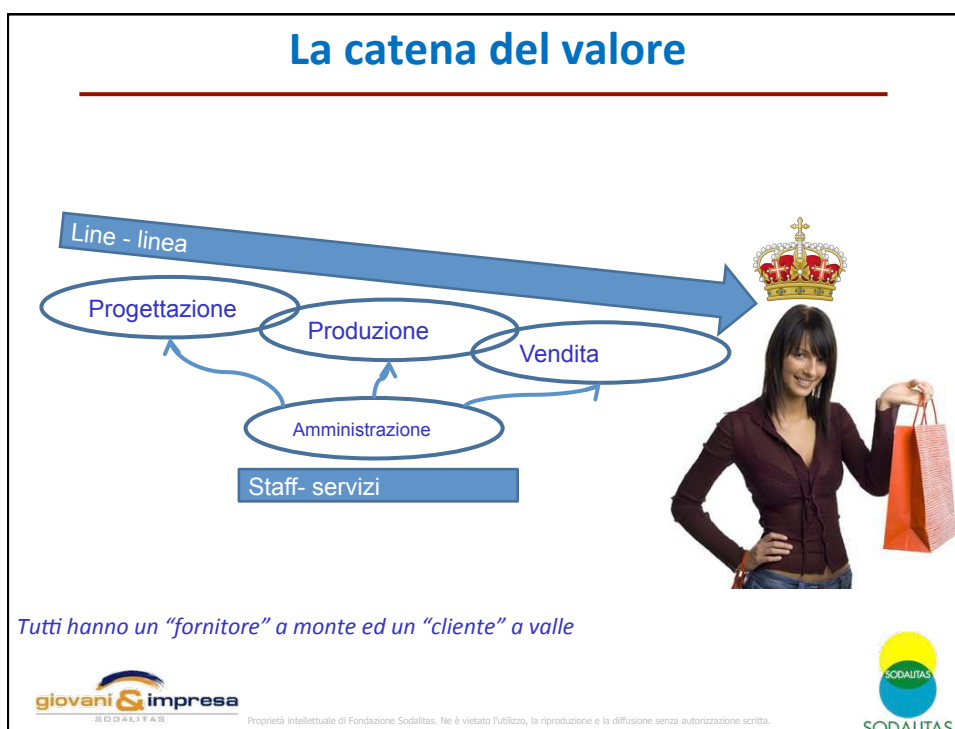 La catena del valore
Line - linea
Progettazione
Produzione
Vendita
Amministrazione
Staff- servizi
Tutti hanno un “fornitore” a monte ed un “cliente” a valle
giovani & impresa
SODALITAS
Proprietà intellettuale di Fondazione Sodalitas. Ne è vietato l'utilizzo, la riproduzione e la diffusione senza autorizzazione scritta.
SODALITAS
SODALITAS